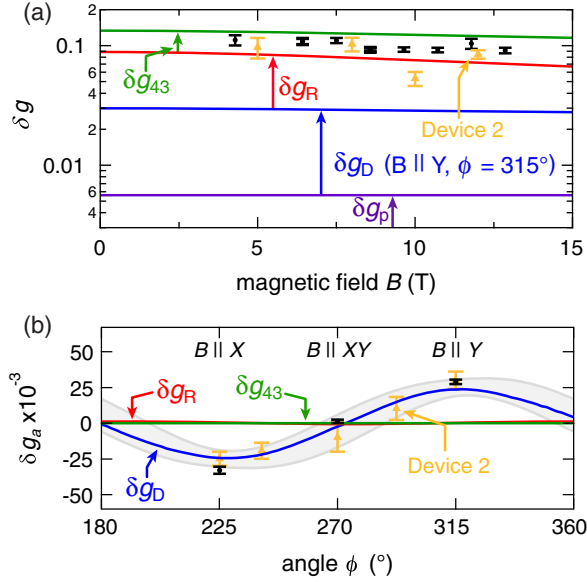 (a)
δg
0.1
6
4
3
2
0.01
6
4
3
δg43
δgR
Device 2
δgD (B || Y, ϕ = 315°)
δgp
0
5
10
15
magnetic field B (T)
(b)
δga x10-3
50
25
0
-25
-50
B || X
B || XY
B || Y
δgR
δg43
δgD
Device 2
180
225
270
315
360
angle ϕ (°)